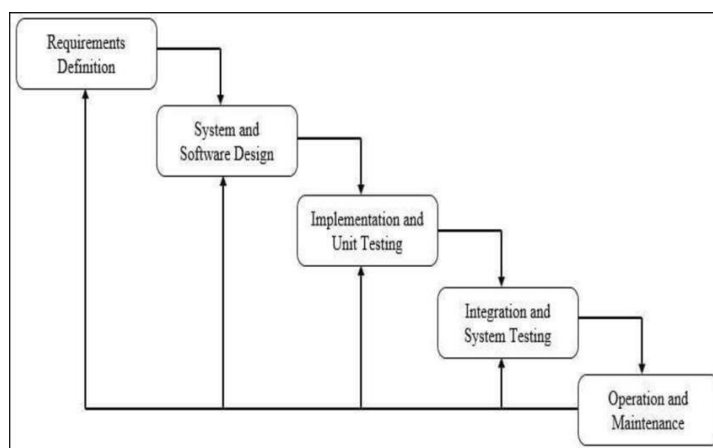 Requirements
Definition
System and
Software Design
Implementation and
Unit Testing
Integration and
System Testing
Operation and
Maintenance